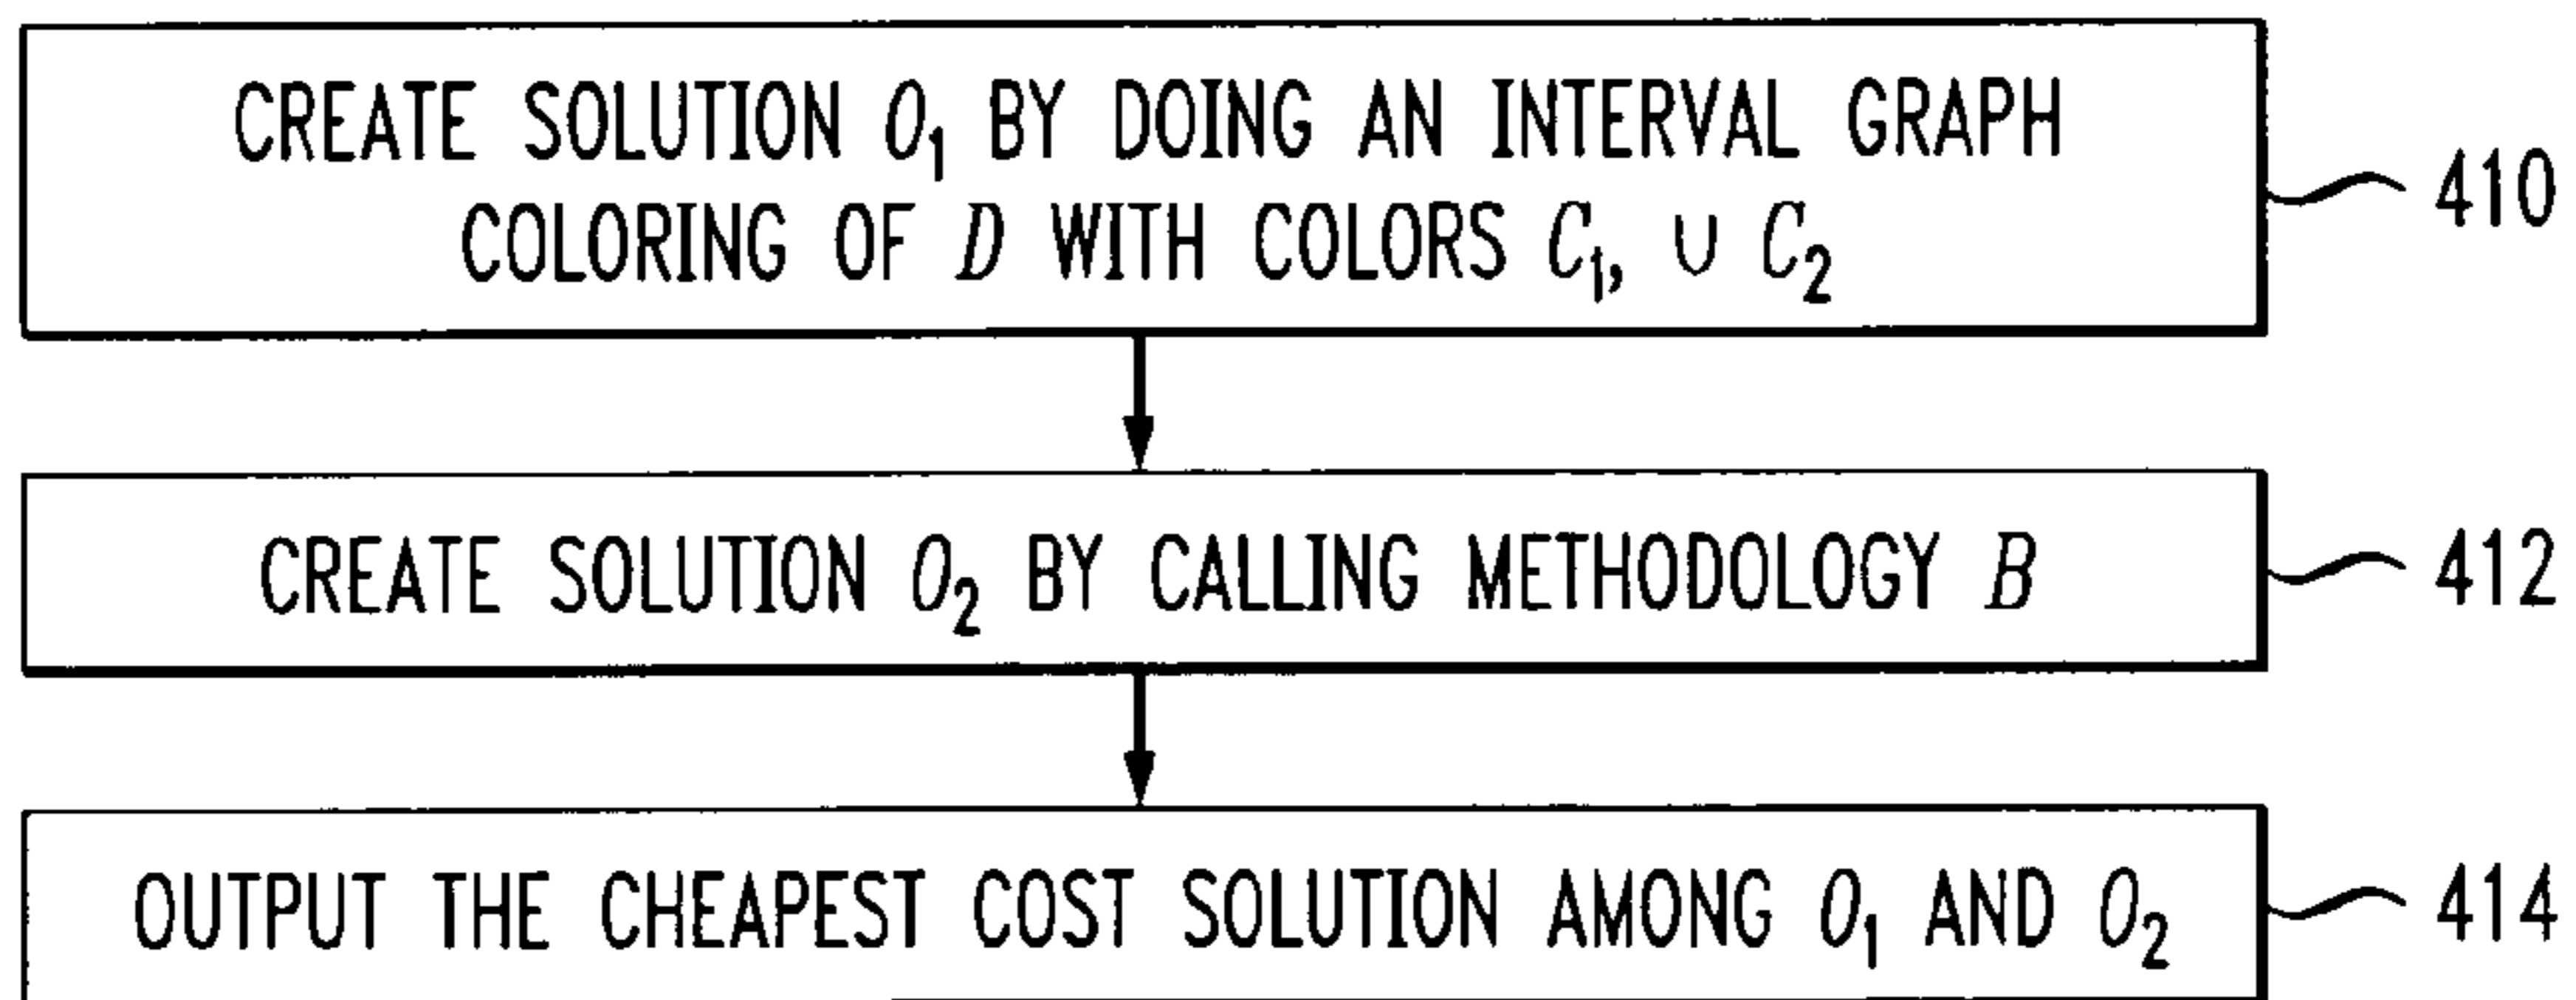 CREATE SOLUTION O₁ BY DOING AN INTERVAL GRAPH
COLORING OF D WITH COLORS C₁, ∪ C₂
410
CREATE SOLUTION O₂ BY CALLING METHODOLOGY B
412
OUTPUT THE CHEAPEST COST SOLUTION AMONG O₁ AND O₂
414